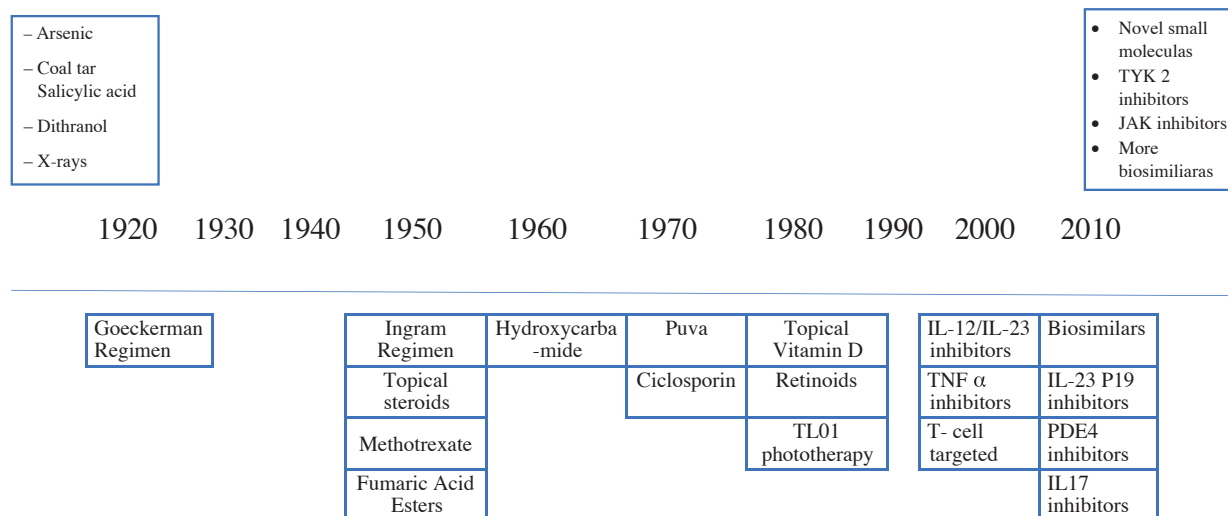 – Arsenic
– Coal tar
Salicylic acid
– Dithranol
– X-rays
• Novel small
moleculas
• TYK 2
inhibitors
• JAK inhibitors
• More
biosimiliaras
1920 1930 1940 1950 1960 1970 1980 1990 2000 2010
Goeckerman
Regimen
Ingram
Regimen
Topical
steroids
Methotrexate
Fumaric Acid
Esters
Hydroxycarba
-mide
Puva
Ciclosporin
Topical
Vitamin D
Retinoids
TL01
phototherapy
IL-12/IL-23
inhibitors
TNF α
inhibitors
T- cell
targeted
Biosimilars
IL-23 P19
inhibitors
PDE4
inhibitors
IL17
inhibitors